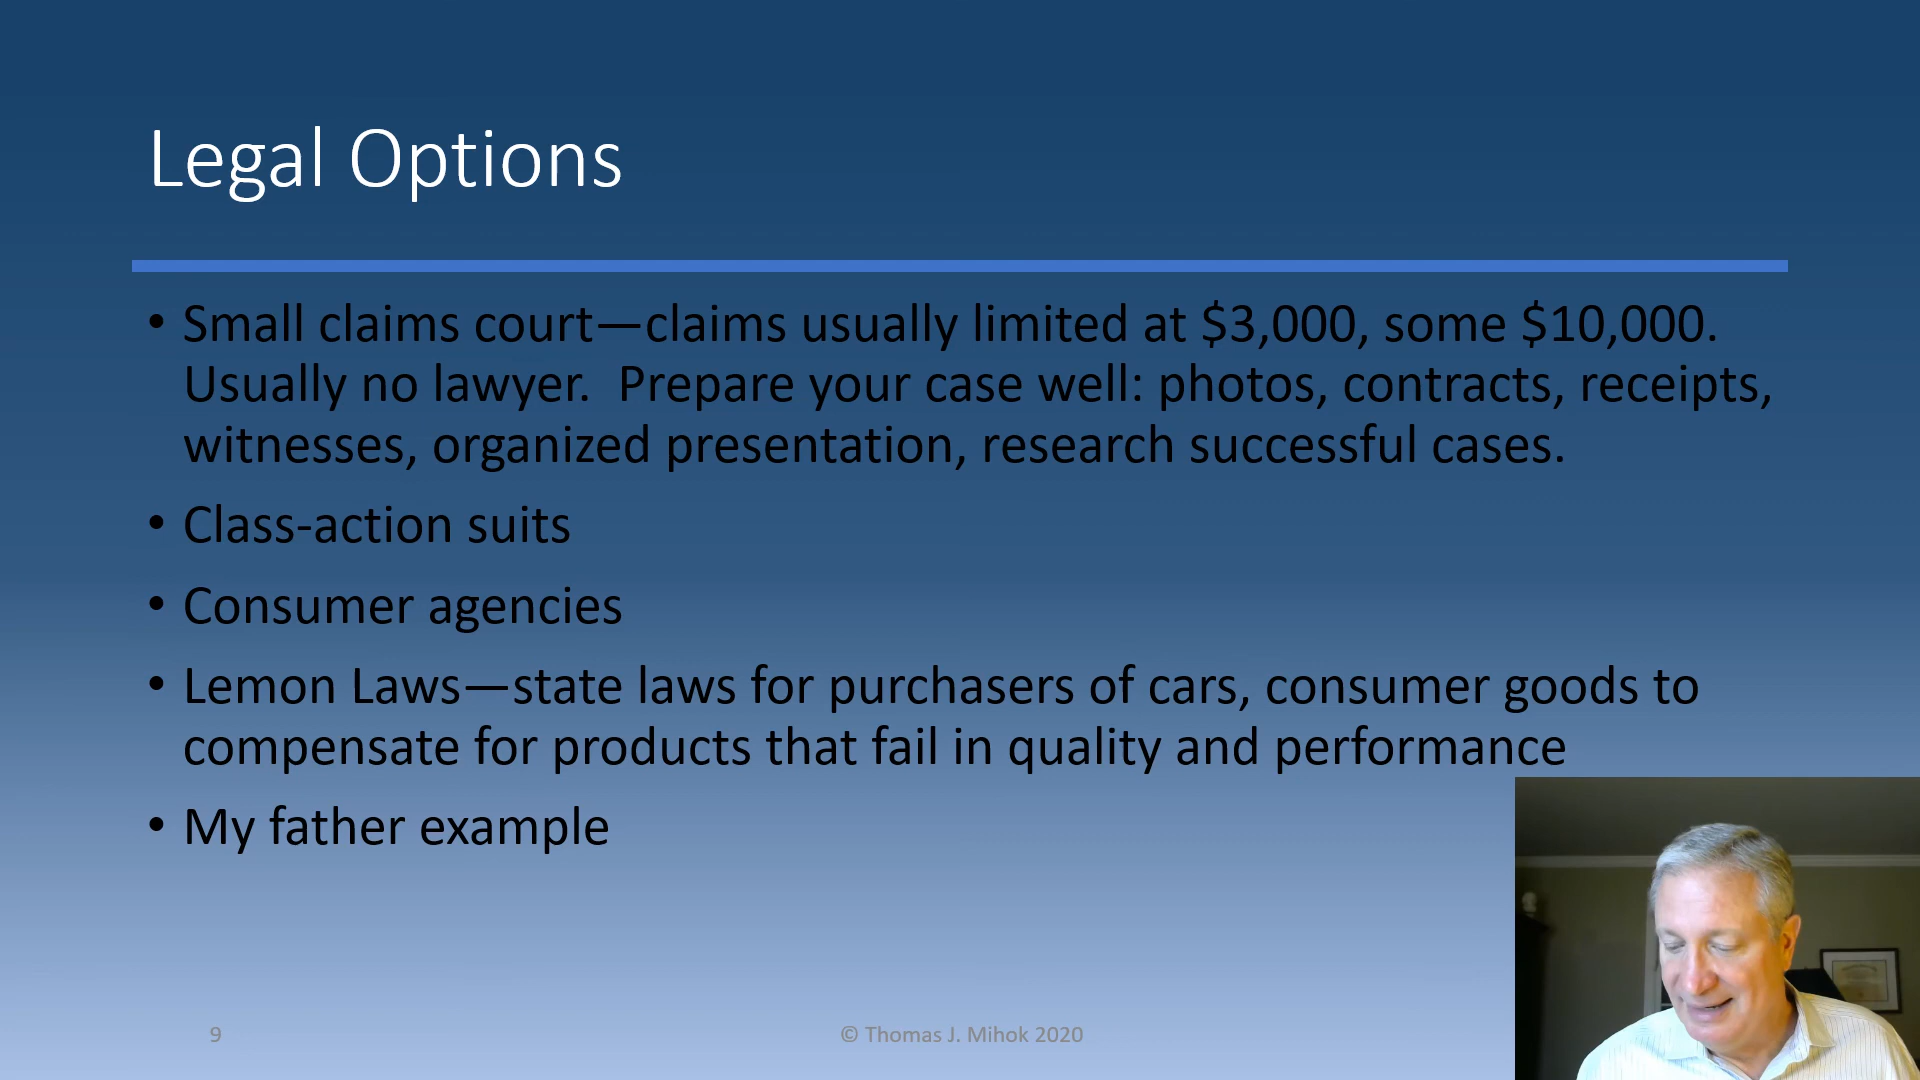 Legal Options
• Small claims court—claims usually limited at $3,000, some $10,000.
Usually no lawyer.  Prepare your case well: photos, contracts, receipts,
witnesses, organized presentation, research successful cases.
• Class-action suits
• Consumer agencies
• Lemon Laws—state laws for purchasers of cars, consumer goods to
compensate for products that fail in quality and performance
• My father example
9
© Thomas J. Mihok 2020